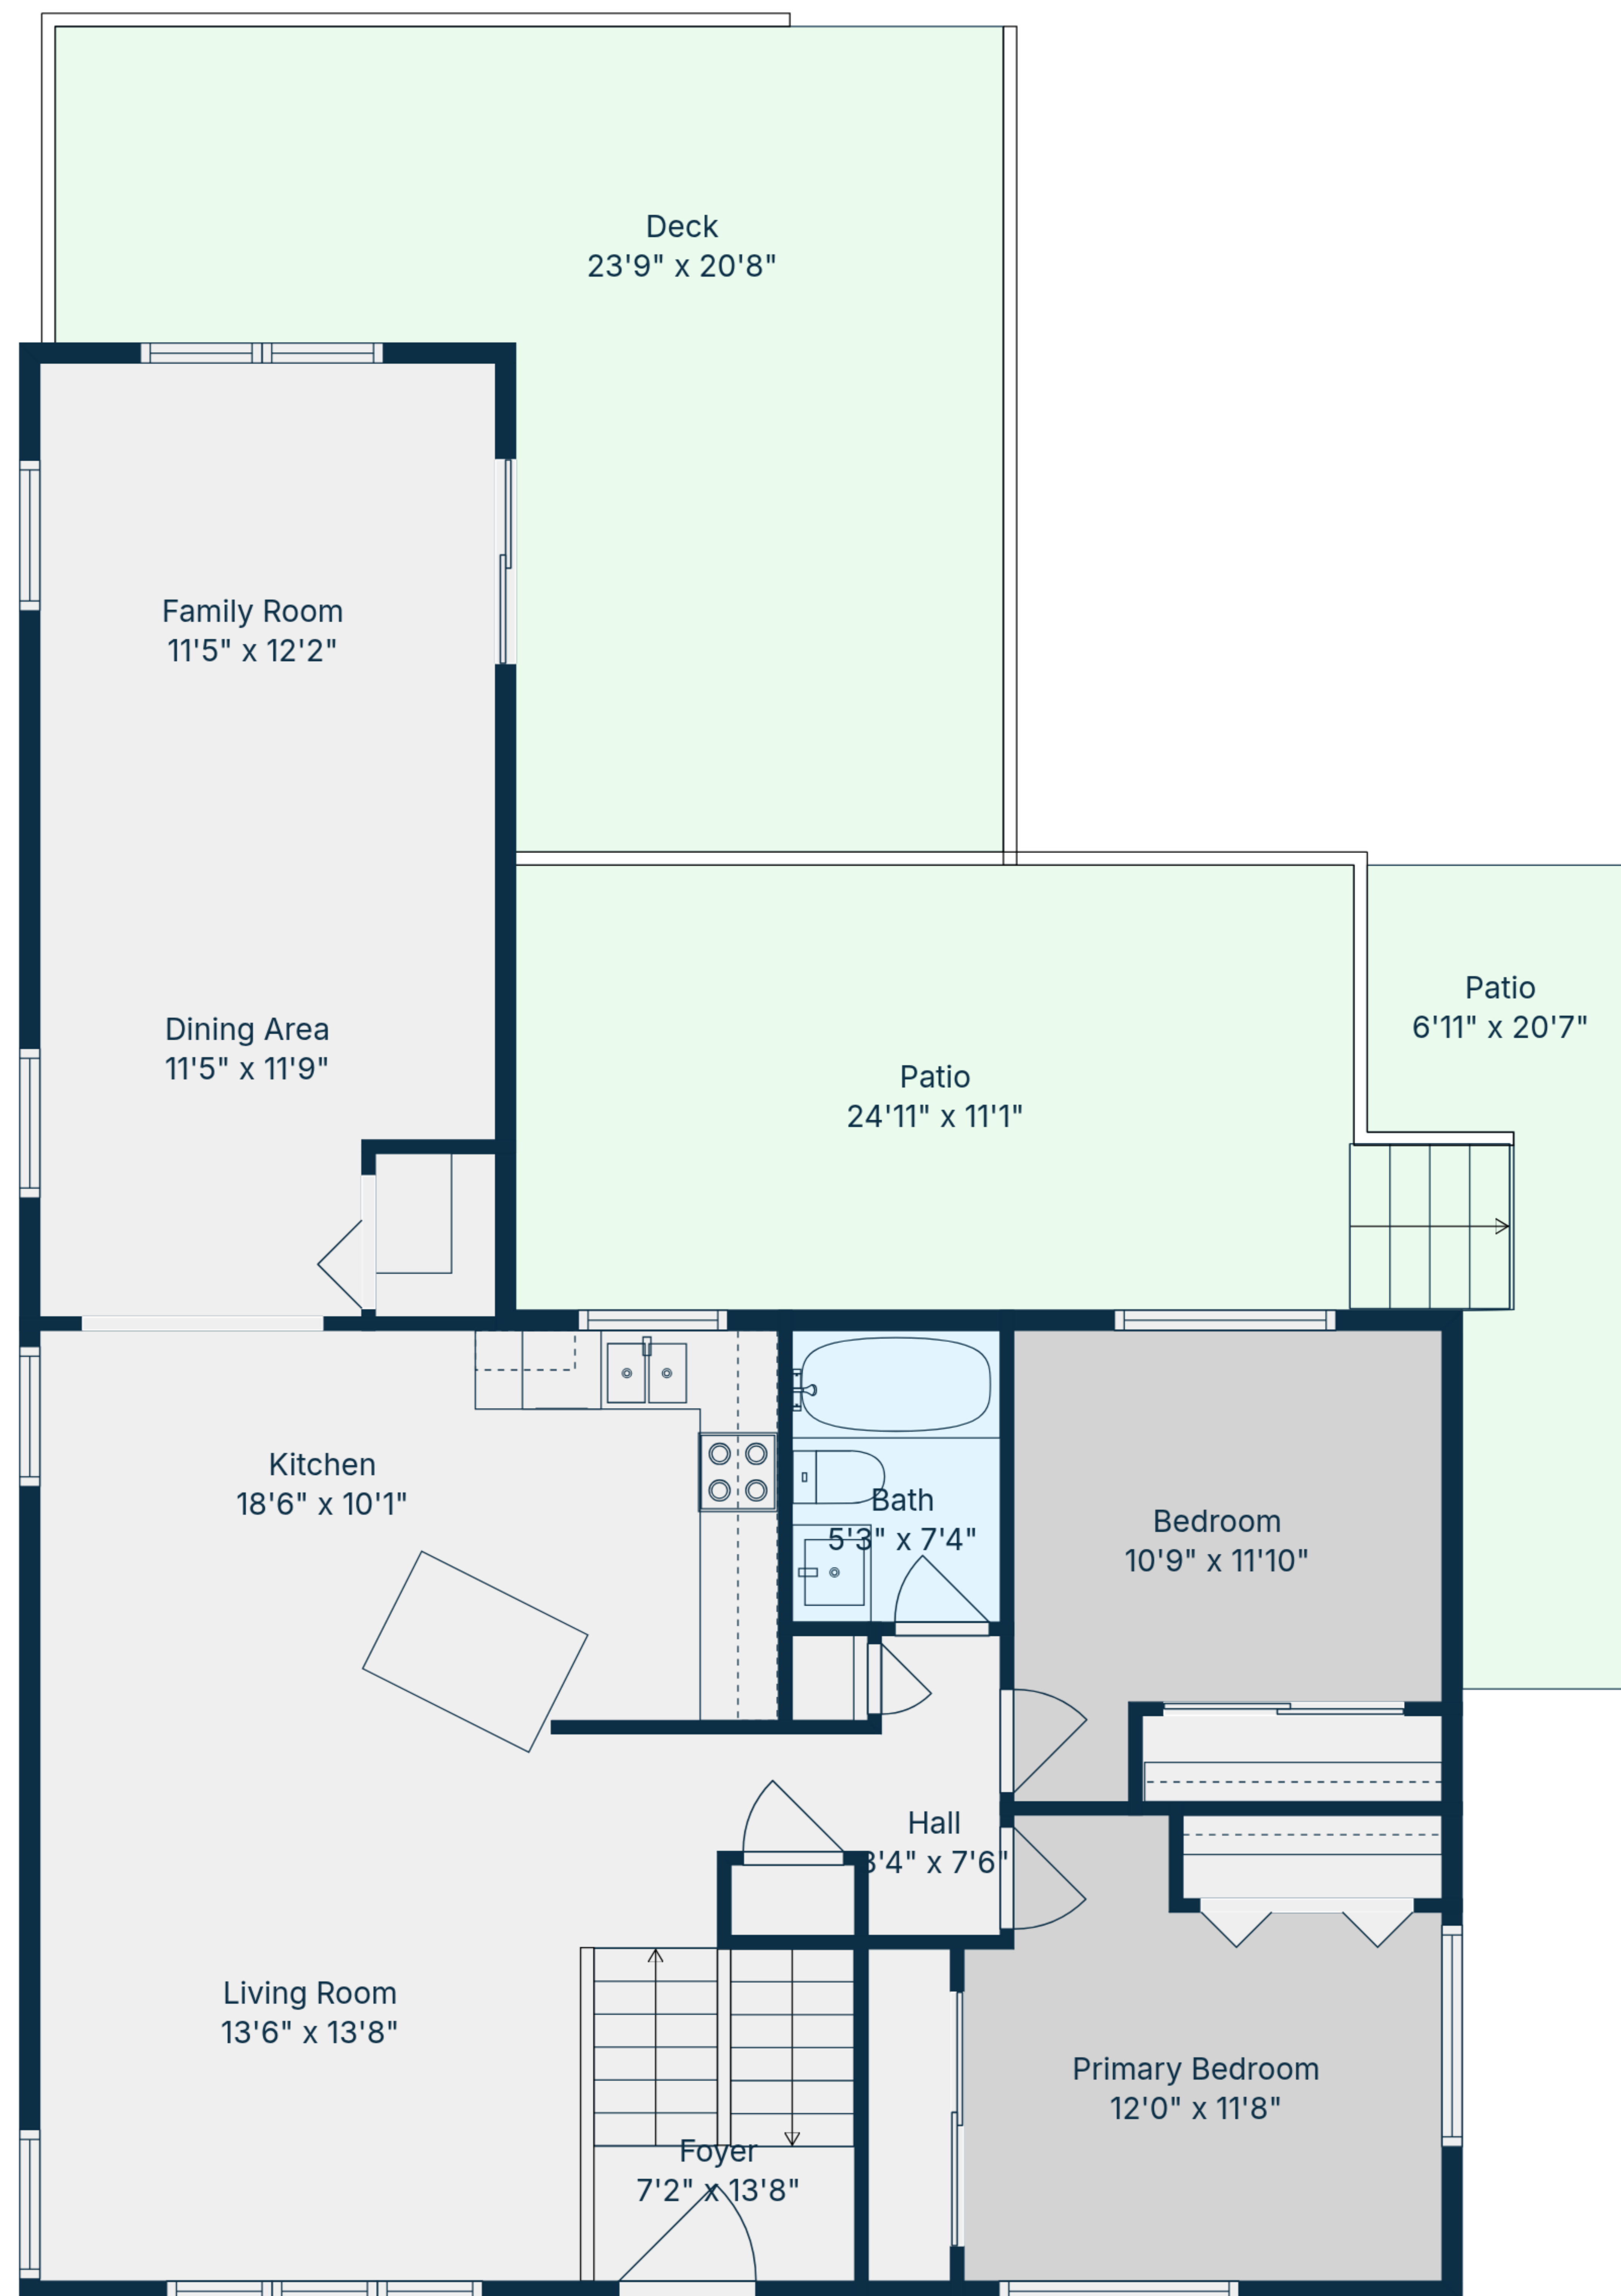 Deck
23'9" x 20'8"
Family Room
11'5" x 12'2"
Patio
6'11" x 20'7"
Dining Area
11'5" x 11'9"
Patio
24'11" x 11'1"
Kitchen
18'6" x 10'1"
Bath
5'3" x 7'4"
Bedroom
10'9" x 11'10"
Hall
3'4" x 7'6"
Living Room
13'6" x 13'8"
Primary Bedroom
12'0" x 11'8"
Foyer
7'2" x 13'8"